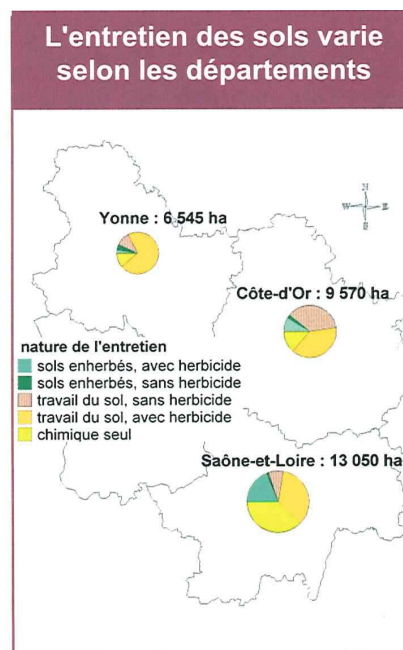 L'entretien des sols varie
selon les départements
N
W E
S
Yonne : 6 545 ha
Côte-d'Or : 9 570 ha
nature de l'entretien
sols enherbés, avec herbicide
sols enherbés, sans herbicide
travail du sol, sans herbicide
travail du sol, avec herbicide
chimique seul
Saône-et-Loire : 13 050 ha